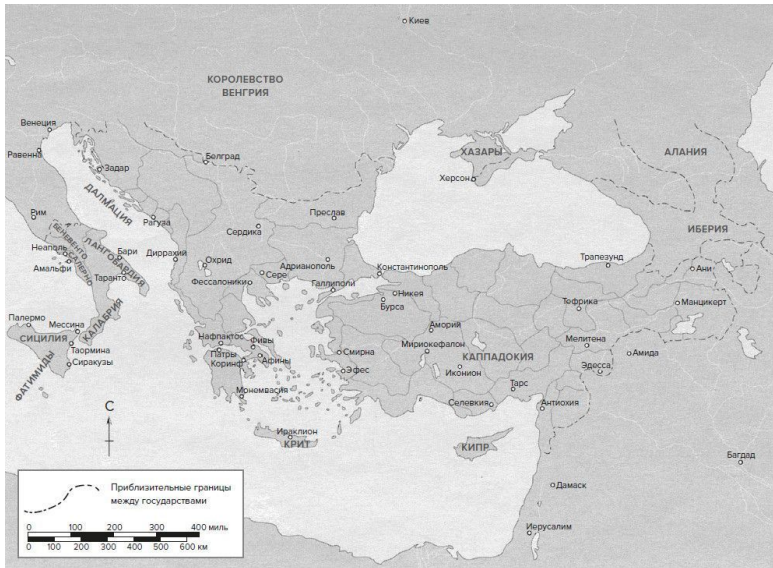 Киев
КОРОЛЕВСТВО
ВЕНГРИЯ
Венеция
Равенна
Белград
ХАЗАРЫ
АЛАНИЯ
Задар
Херсон
ДАЛМАЦИЯ
Рим
Рагуза
Преслав
Сердика
ИБЕРИЯ
БЕНЕВЕНТО
Неаполь
САЛЕРНО
ЛАНГОБАРДИЯ
Бари
Диррахий
Охрид
Адрианополь
Константинополь
Трапезунд
Ани
Амальфи
Таранто
Фессалоники
Сере
Галлиполи
Никея
Бурса
Тефрика
Манцикерт
Палермо
Мессина
КАЛАБРИЯ
СИЦИЛИЯ
Таормина
Сиракузы
ФАТИМИДЫ
Нафпактос
Фивы
Патры
Коринф
Афины
Смирна
Эфес
Аморий
Мириокефалон
КАППАДОКИЯ
Иконион
Мелитена
Амида
Эдесса
Тарс
Монемвасия
Селевкия
Антиохия
С
Ираклион
КРИТ
КИПР
Багдад
Дамаск
Иерусалим
Приблизительные границы
между государствами
0 100 200 300 400 миль
0 100 200 300 400 500 600 км